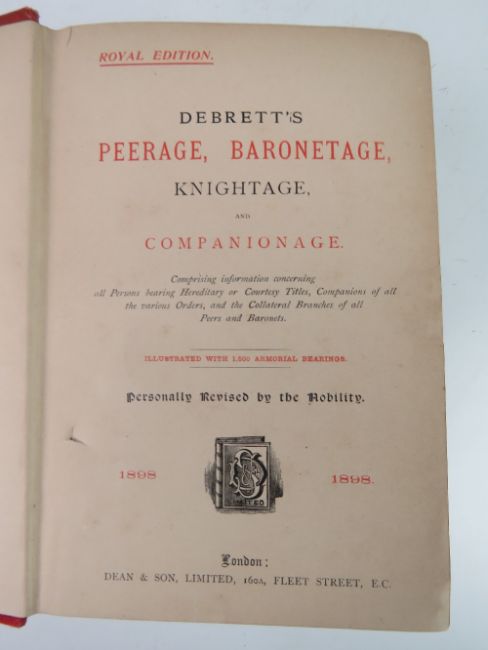 ROYAL EDITION.
DEBRETT'S
PEERAGE, BARONETAGE,
KNIGHTAGE,
AND
COMPANIONAGE.
Comprising information concerning
all Persons bearing Hereditary or Courtesy Titles, Companions of all
the various Orders, and the Collateral Branches of all
Peers and Baronets.
ILLUSTRATED WITH 1,500 ARMORIAL BEARINGS.
Personally Revised by the Nobility.
1898 1898.
LIMITED
London:
DEAN & SON, LIMITED, 160A, FLEET STREET, E.C.